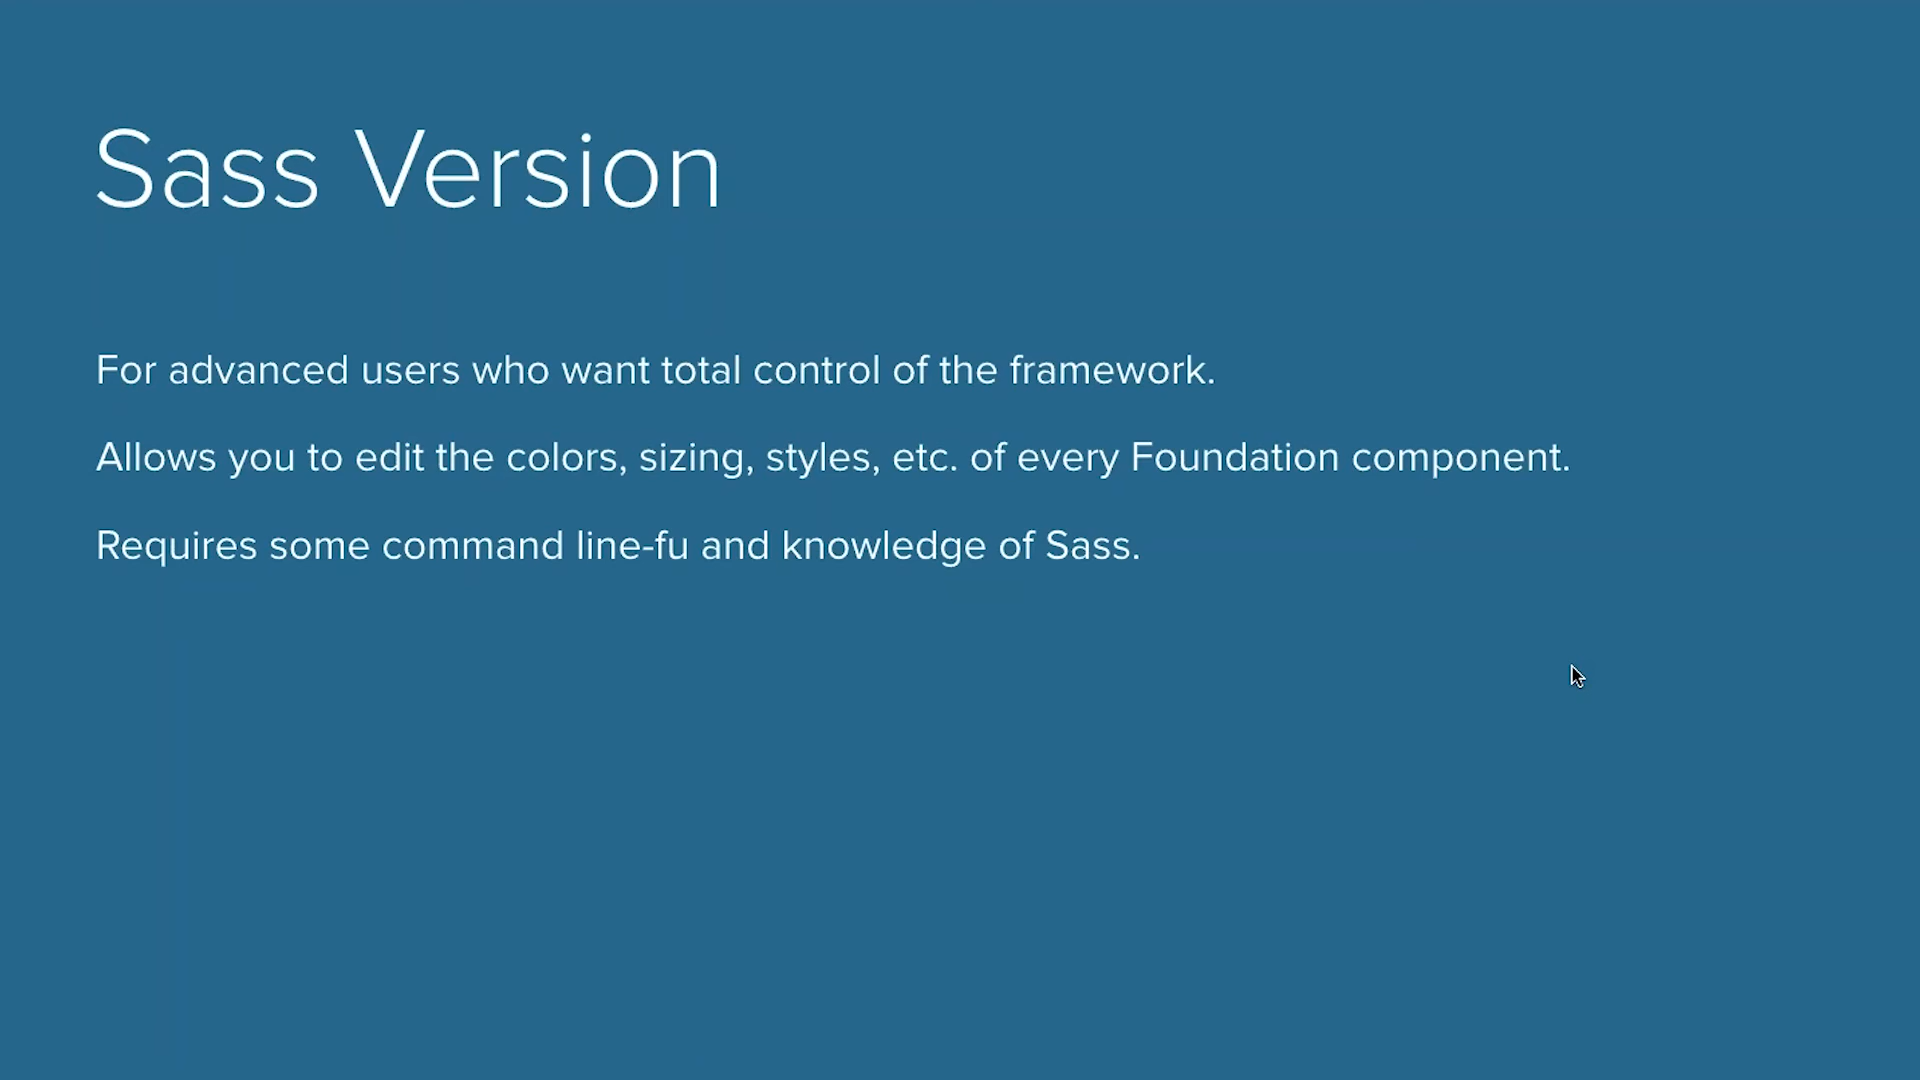 Sass Version
For advanced users who want total control of the framework.
Allows you to edit the colors, sizing, styles, etc. of every Foundation component.
Requires some command line-fu and knowledge of Sass.